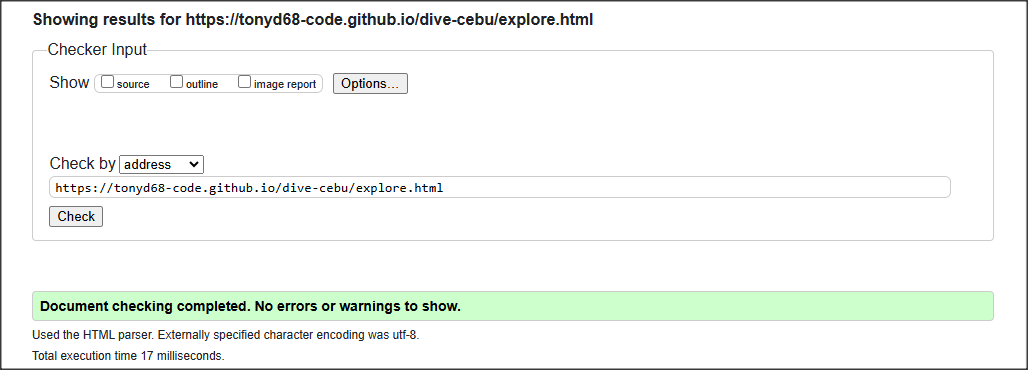 Showing results for https://tonyd68-code.github.io/dive-cebu/explore.html
Checker Input
Show source outline image report Options...
Check by address
https://tonyd68-code.github.io/dive-cebu/explore.html
Check
Document checking completed. No errors or warnings to show.
Used the HTML parser. Externally specified character encoding was utf-8.
Total execution time 17 milliseconds.